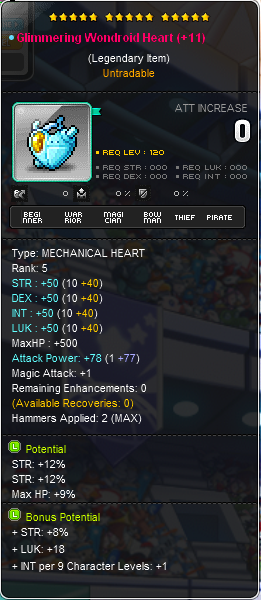 Glimmering Wondroid Heart (+11)
(Legendary Item)
Untradable
ATT INCREASE
0
REQ LEV : 120
REQ STR : 000 REQ LUK : 000
REQ DEX : 000 REQ INT : 000
0 0 % 0 %
BEGINNER WARRIOR MAGICIAN BOWMAN THIEF PIRATE
Type: MECHANICAL HEART
Rank: 5
STR : +50 (10 +40)
DEX : +50 (10 +40)
INT : +50 (10 +40)
LUK : +50 (10 +40)
MaxHP : +500
Attack Power: +78 (1 +77)
Magic Attack: +1
Remaining Enhancements: 0
(Available Recoveries: 0)
Hammers Applied: 2 (MAX)
L Potential
STR: +12%
STR: +12%
Max HP: +9%
L Bonus Potential
+ STR: +8%
+ LUK: +18
+ INT per 9 Character Levels: +1